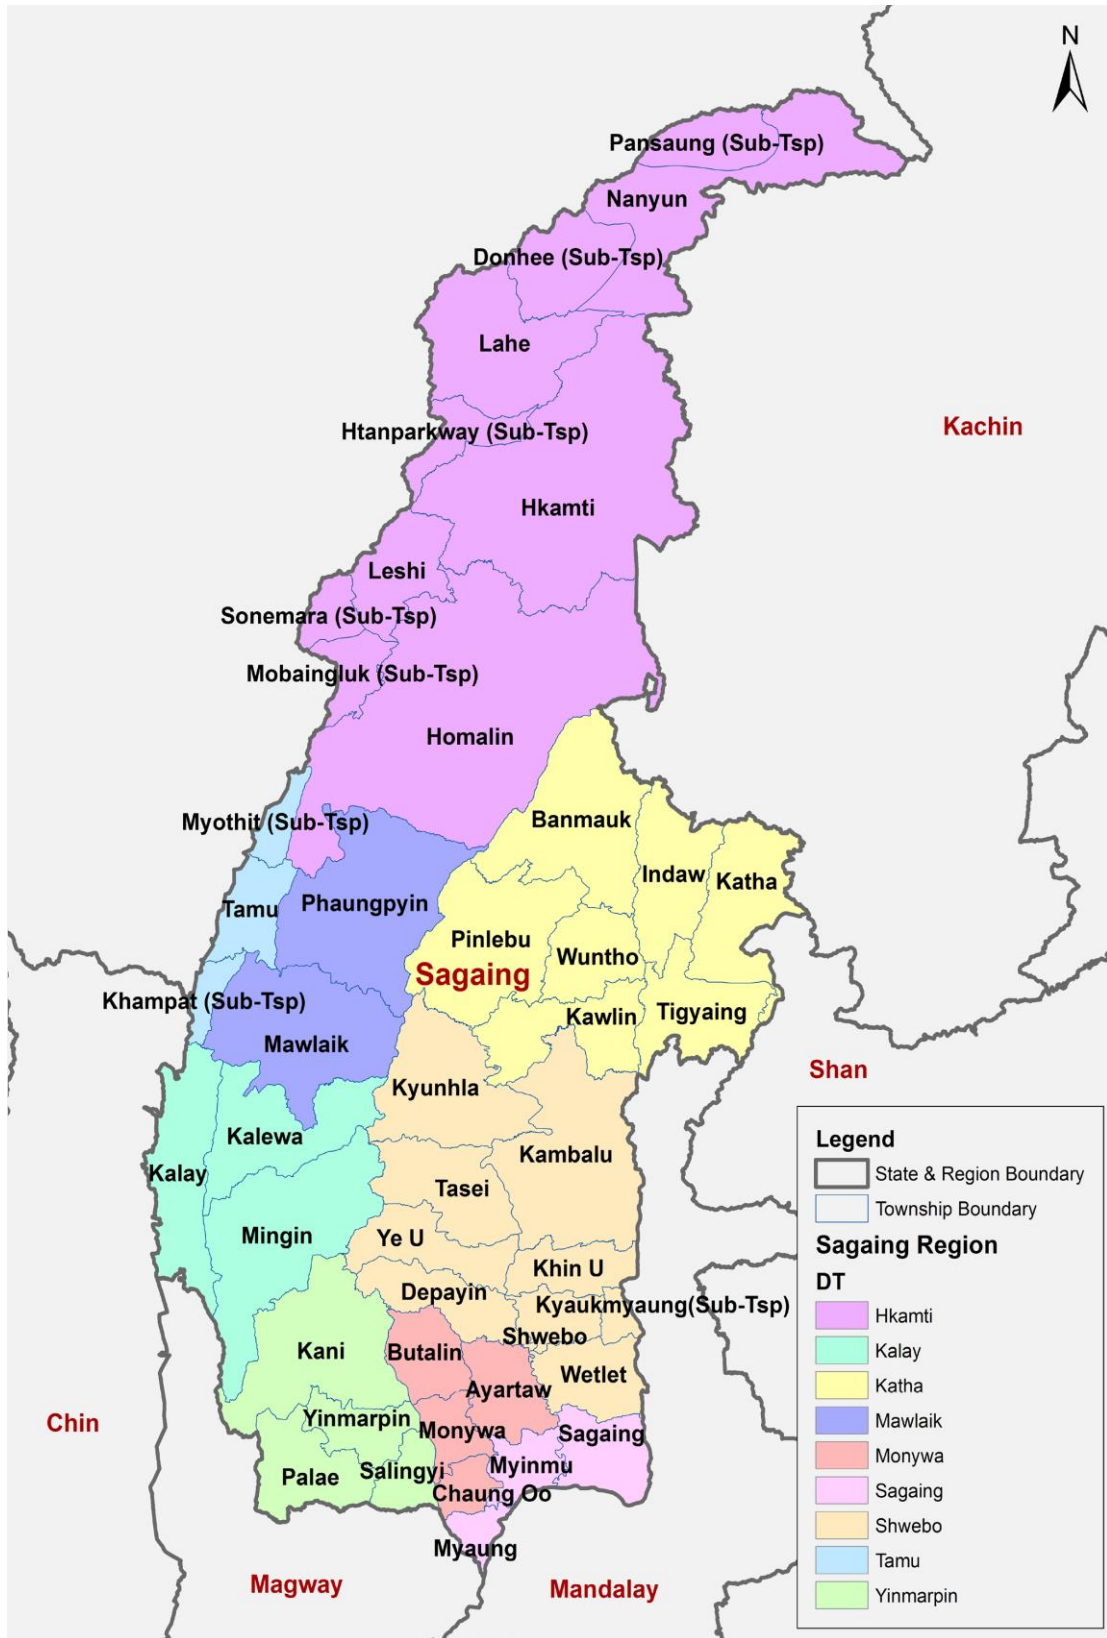 N
Pansaung (Sub-Tsp)
Nanyun
Donhee (Sub-Tsp)
Lahe
Kachin
Htanparkway (Sub-Tsp)
Hkamti
Leshi
Sonemara (Sub-Tsp)
Mobaingluk (Sub-Tsp)
Homalin
Myothit (Sub-Tsp)
Banmauk
Indaw
Katha
Phaungpyin
Tamu
Pinlebu
Wuntho
Sagaing
Khampat (Sub-Tsp)
Kawlin
Tigyaing
Mawlaik
Shan
Kyunhla
Kalewa
Kambalu
Kalay
Tasei
Mingin
Ye U
Khin U
Depayin
Kyaukmyaung(Sub-Tsp)
Shwebo
Kani
Butalin
Wetlet
Ayartaw
Chin
Yinmarpin
Monywa
Sagaing
Myinmu
Salingyi
Palae
Chaung Oo
Myaung
Magway
Mandalay
Legend
State & Region Boundary
Township Boundary
Sagaing Region
DT
Hkamti
Kalay
Katha
Mawlaik
Monywa
Sagaing
Shwebo
Tamu
Yinmarpin